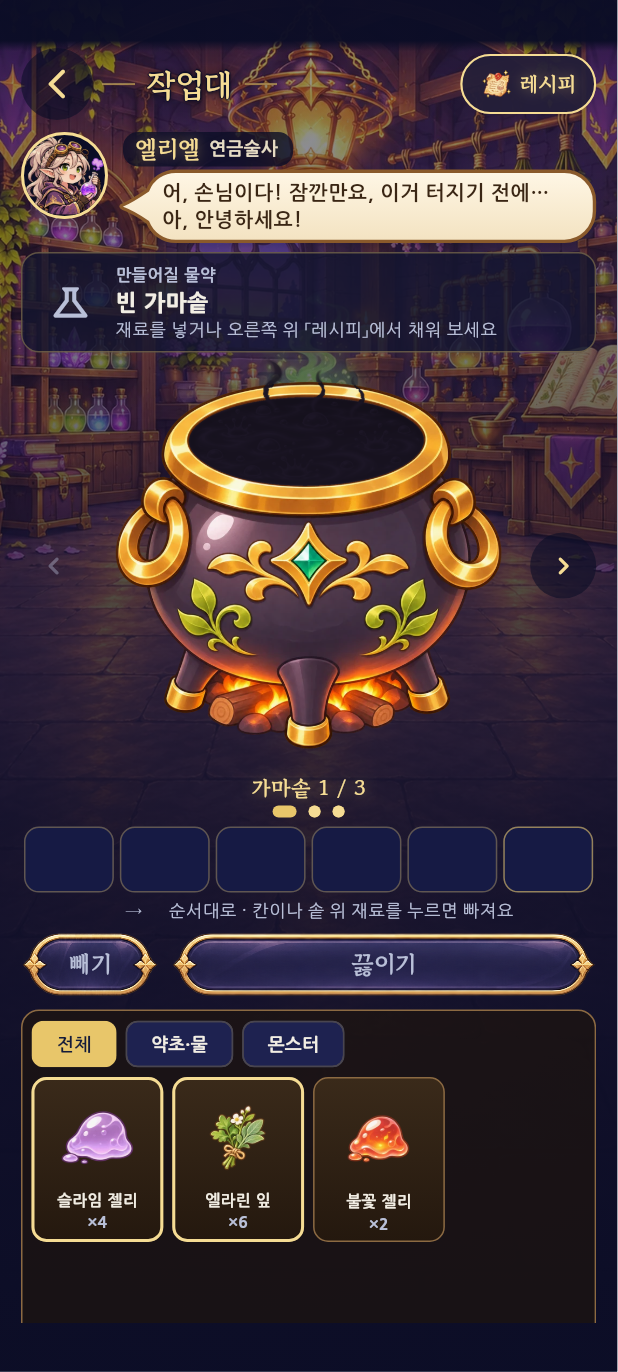 작업대
레시피
엘리엘 연금술사
어, 손님이다! 잠깐만요, 이거 터지기 전에…
아, 안녕하세요!
만들어질 물약
빈 가마솥
재료를 넣거나 오른쪽 위 「레시피」에서 채워 보세요
가마솥 1 / 3
→ 순서대로 · 칸이나 솥 위 재료를 누르면 빠져요
빼기
끓이기
전체
약초·물
몬스터
슬라임 젤리
×4
엘라린 잎
×6
불꽃 젤리
×2